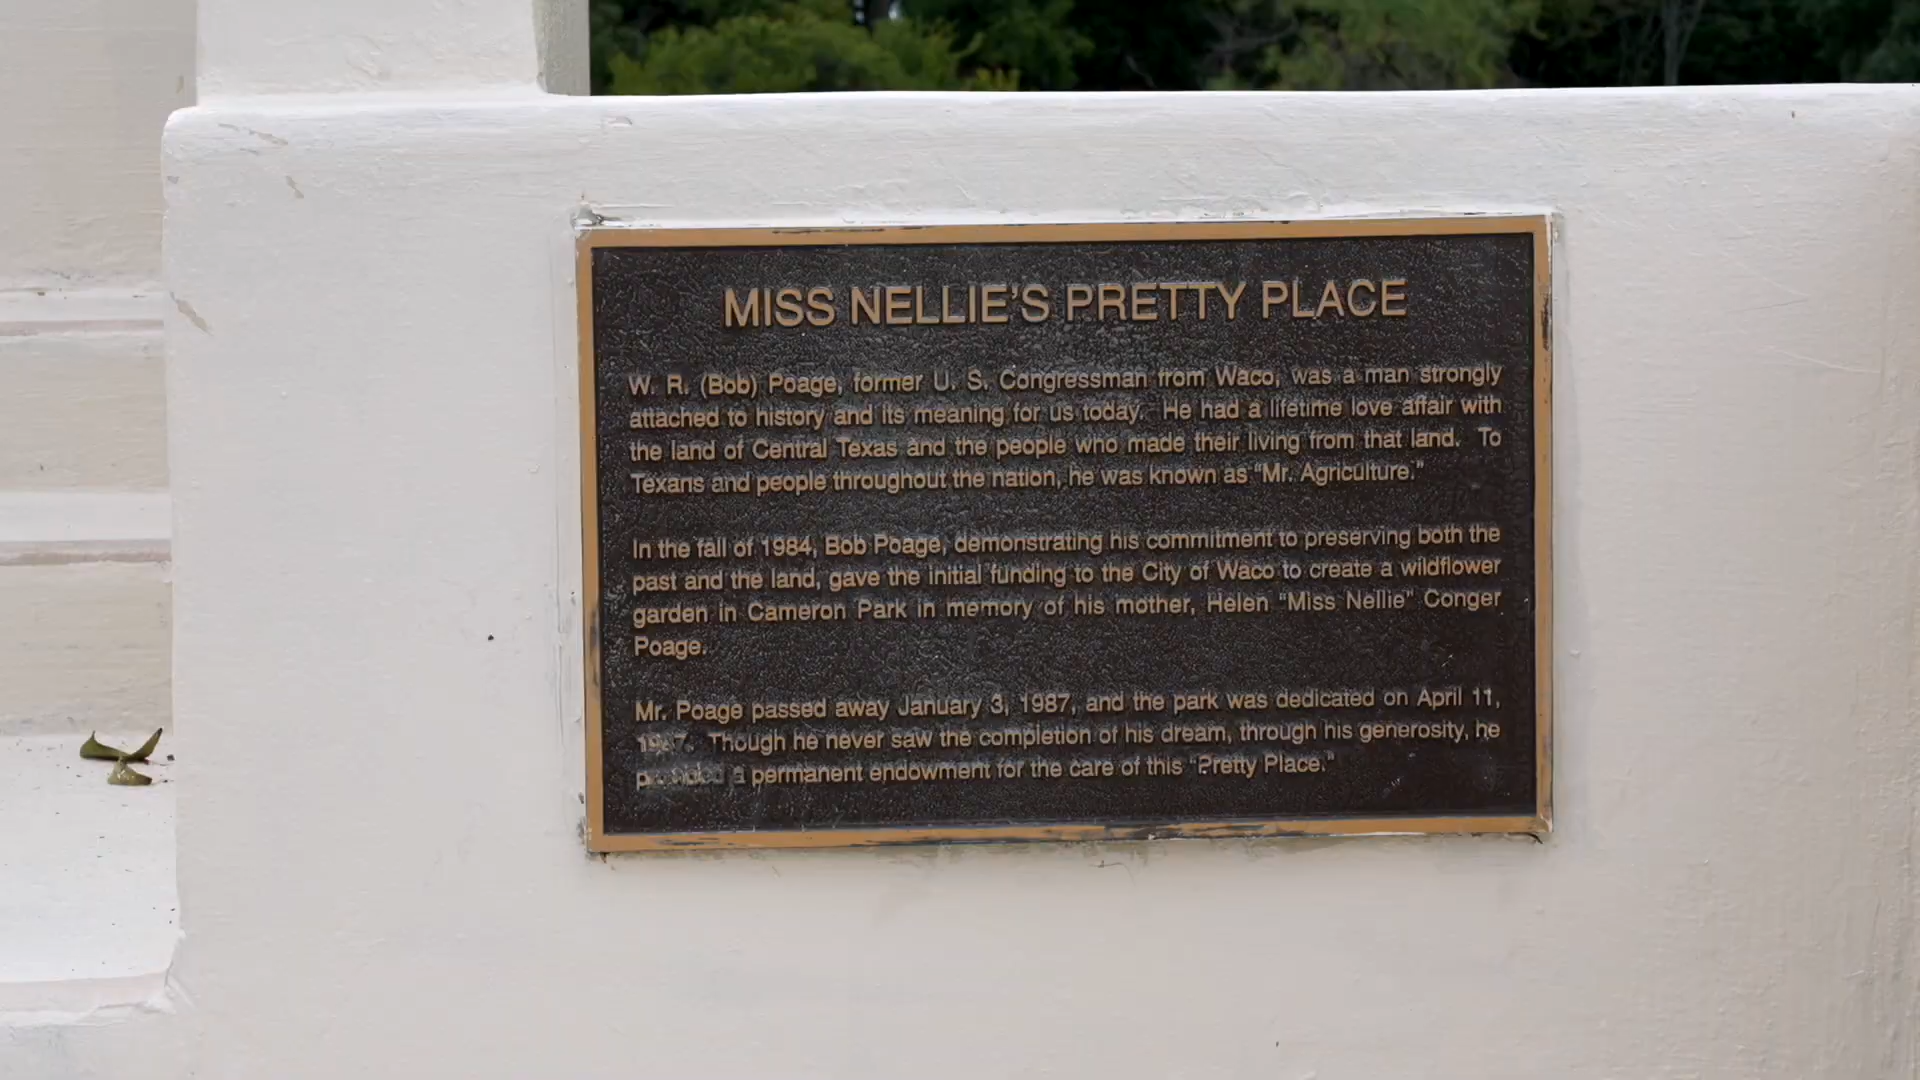 MISS NELLIE'S PRETTY PLACE
W. R. (Bob) Poage, former U. S. Congressman from Waco, was a man strongly
attached to history and its meaning for us today. He had a lifetime love affair with
the land of Central Texas and the people who made their living from that land. To
Texans and people throughout the nation, he was known as "Mr. Agriculture."
In the fall of 1984, Bob Poage, demonstrating his commitment to preserving both the
past and the land, gave the initial funding to the City of Waco to create a wildflower
garden in Cameron Park in memory of his mother, Helen "Miss Nellie" Conger
Poage.
Mr. Poage passed away January 3, 1987, and the park was dedicated on April 11,
1987. Though he never saw the completion of his dream, through his generosity, he
provided a permanent endowment for the care of this "Pretty Place."